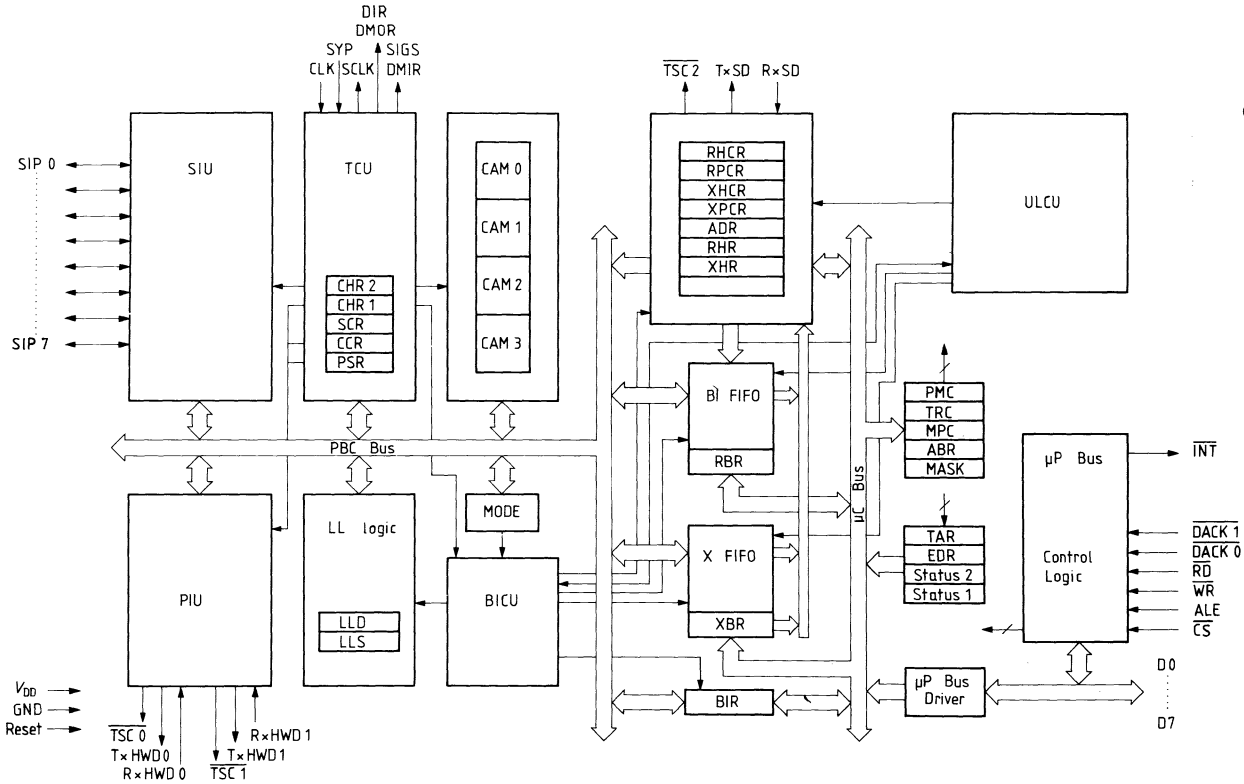 DIR
DMOR
SYP SIGS
CLK SCLK DMIR
TSC 2 T×SD R×SD
SIP 0
SIP 7
SIU
TCU
CHR 2
CHR 1
SCR
CCR
PSR
CAM 0
CAM 1
CAM 2
CAM 3
RHCR
RPCR
XHCR
XPCR
ADR
RHR
XHR
ULCU
PBC Bus
PIU
LL logic
LLD
LLS
MODE
BICU
FIFO
RBR
X FIFO
XBR
BIR
µC Bus
PMC
TRC
MPC
ABR
MASK
TAR
EDR
Status 2
Status 1
µP Bus
Control
Logic
INT
DACK 1
DACK 0
RD
WR
ALE
CS
µP Bus
Driver
D0
D7
VDD
GND
Reset
TSC 0
T×HWD 0
R×HWD 0
TSC 1
T×HWD 1
R×HWD 1